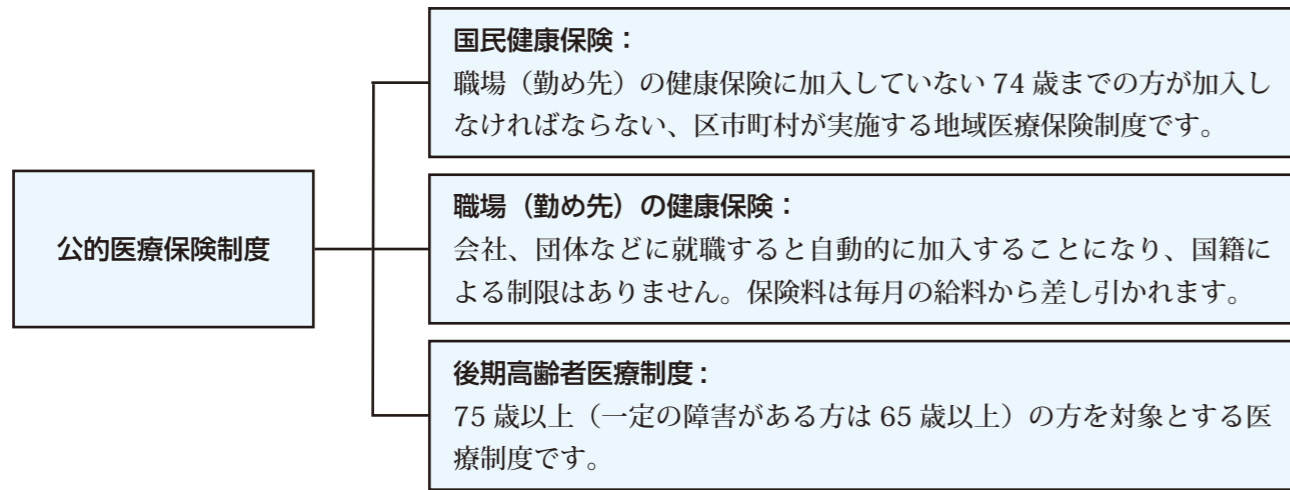 国民健康保険：
職場（勤め先）の健康保険に加入していない 74 歳までの方が加入し
なければならない、区市町村が実施する地域医療保険制度です。
公的医療保険制度
職場（勤め先）の健康保険：
会社、団体などに就職すると自動的に加入することになり、国籍に
よる制限はありません。保険料は毎月の給料から差し引かれます。
後期高齢者医療制度：
75 歳以上（一定の障害がある方は 65 歳以上）の方を対象とする医
療制度です。